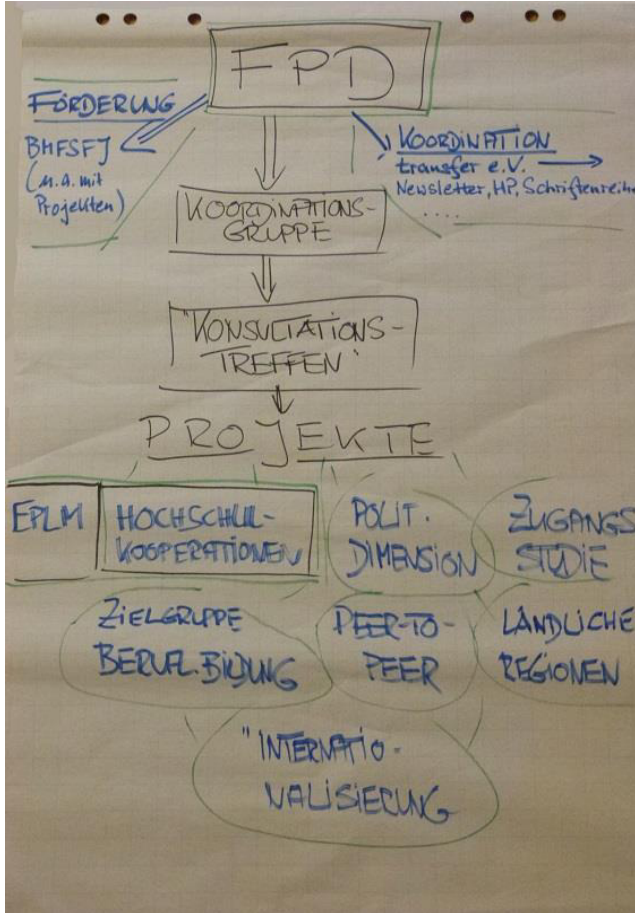 FPD
FÖRDERUNG
BMFSFJ
(u.a. mit
Projekten)
KOORDINATION
transfer e.V.
Newsletter, HP, Schriftenreihe
....
KOORDINATIONS-
GRUPPE
"KONSULTATIONS-
TREFFEN"
PROJEKTE
EPLM
HOCHSCHUL-
KOOPERATIONEN
POLIT.
DIMENSION
ZUGANGS
STUDIE
ZIELGRUPPE
BERUFL. BILDUNG
PEER-TO-
PEER
LÄNDLICHE
REGIONEN
"INTERNATIO-
NALISIERUNG